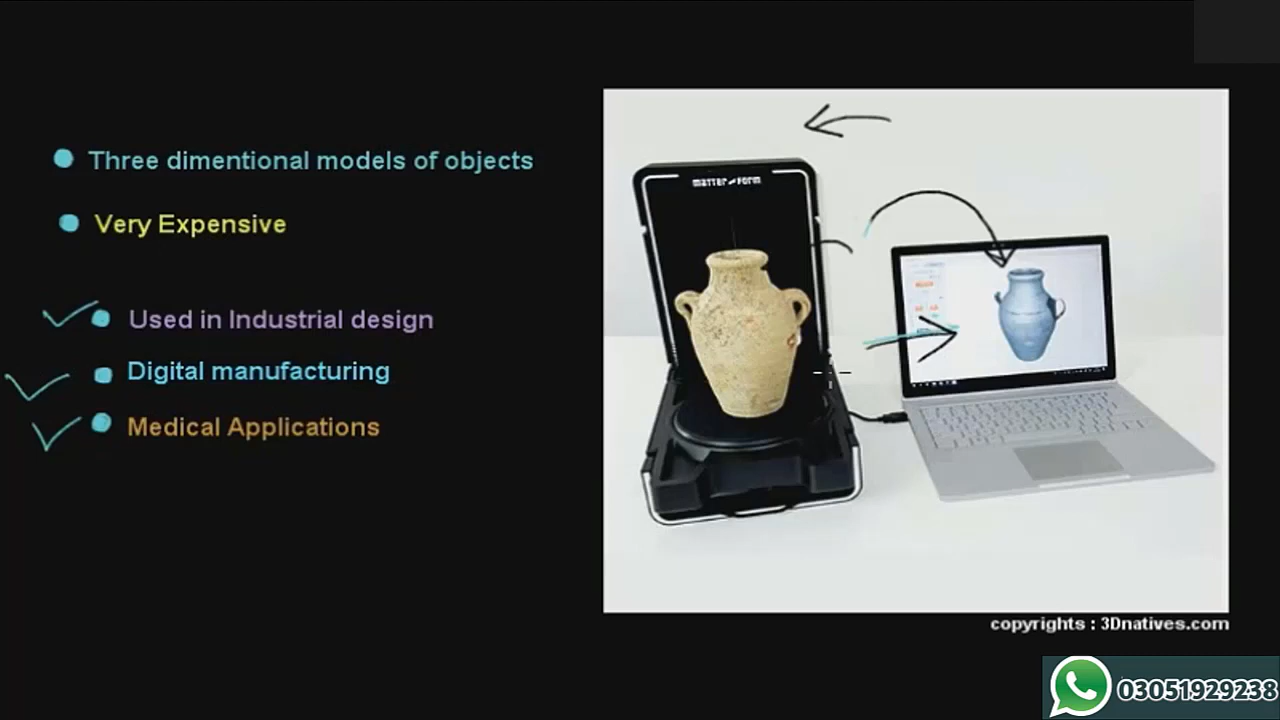 Three dimentional models of objects
Very Expensive
Used in Industrial design
Digital manufacturing
Medical Applications
matter and form
copyrights : 3Dnatives.com
03051929238